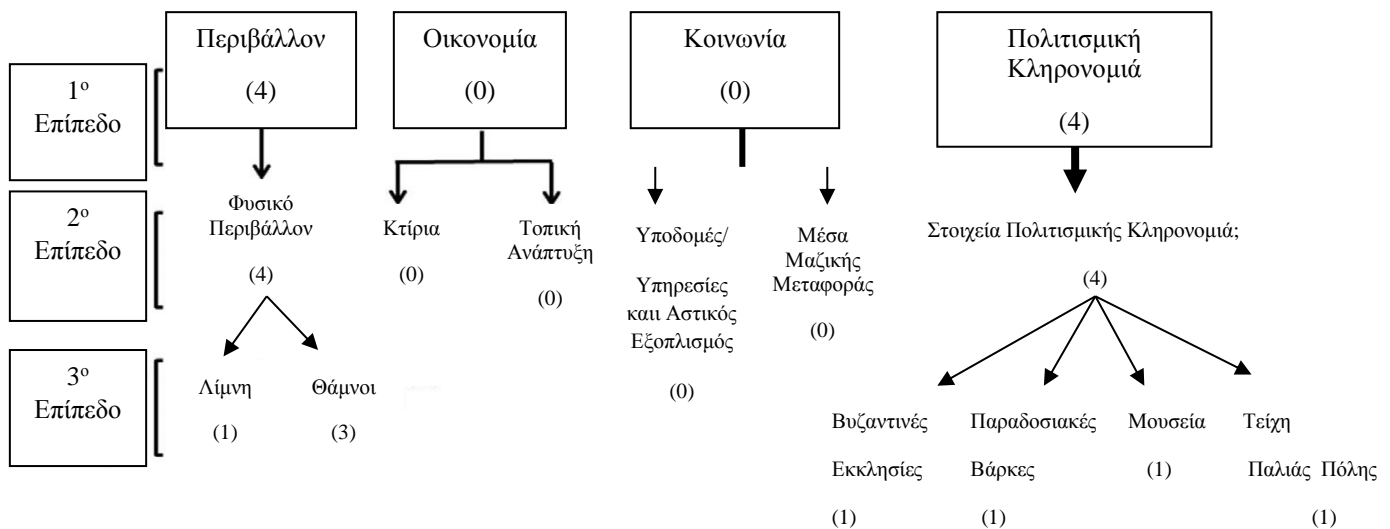 Περιβάλλον
(4)
Οικονομία
(0)
Κοινωνία
(0)
Πολιτισμική
Κληρονομιά
(4)
1ο
Επίπεδο
2ο
Επίπεδο
Φυσικό
Περιβάλλον
(4)
Κτίρια
(0)
Τοπική
Ανάπτυξη
(0)
Υποδομές/
Υπηρεσίες
καιι Αστικός
Εξοπλισμός
(0)
Μέσα
Μαζικής
Μεταφοράς
(0)
Στοιχεία Πολιτισμικής Κληρονομιά;
(4)
3ο
Επίπεδο
Λίμνη
(1)
Θάμνοι
(3)
Βυζαντινές
Εκκλησίες
(1)
Παραδοσιακές
Βάρκες
(1)
Μουσεία
(1)
Τείχη
Παλιάς Πόλης
(1)